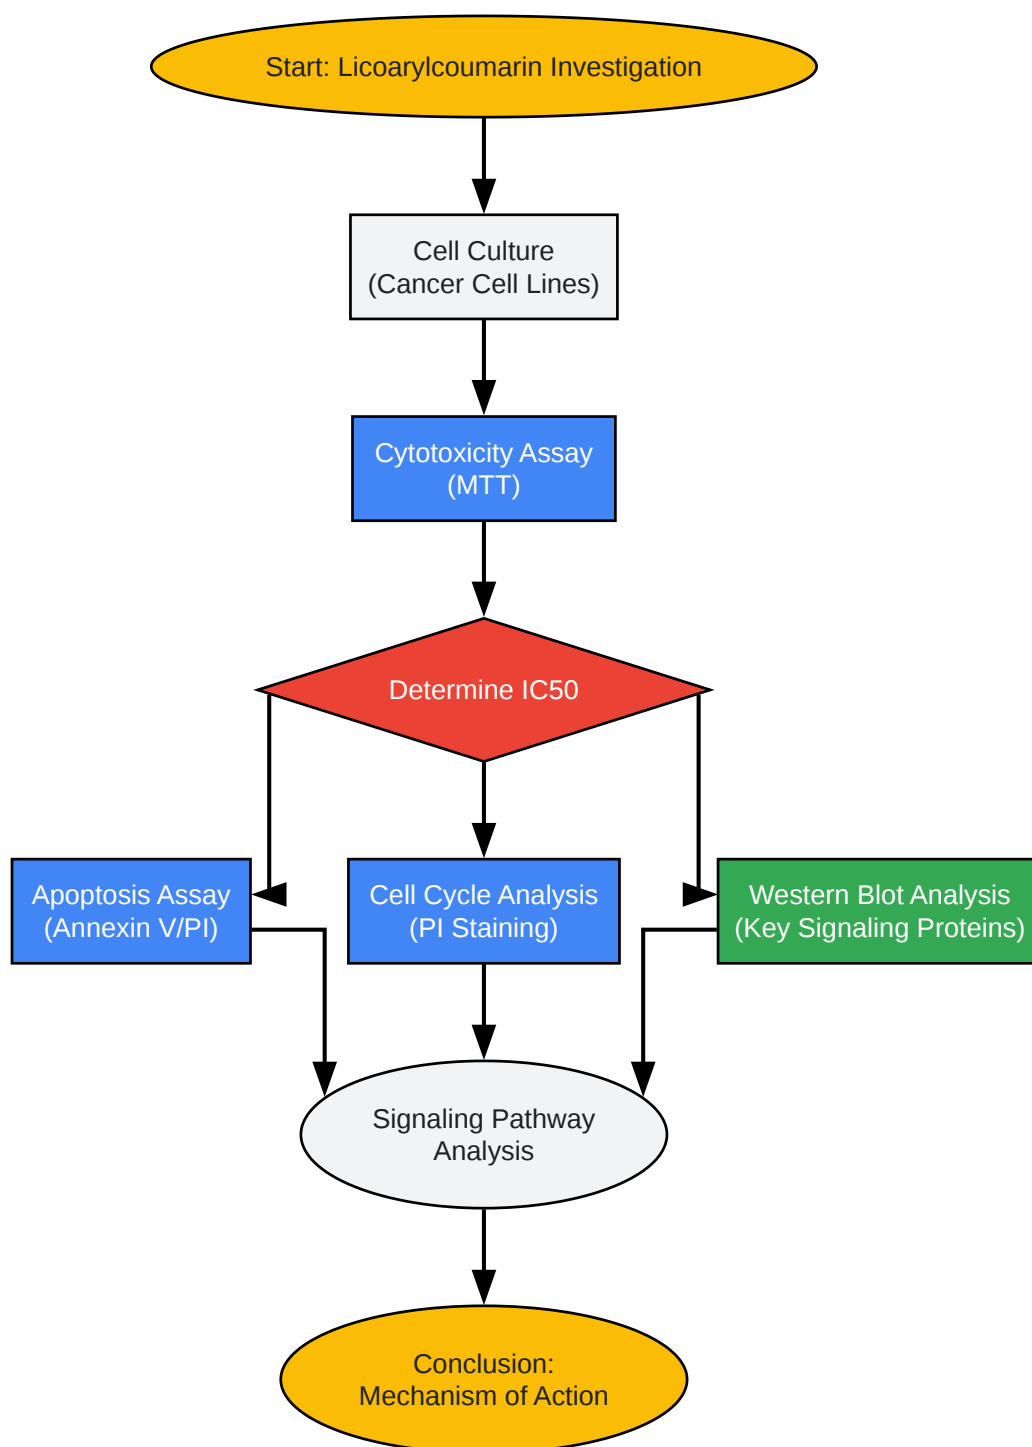 Start: Licoarylcoumarin Investigation
Cell Culture
(Cancer Cell Lines)
Cytotoxicity Assay
(MTT)
Determine IC50
Apoptosis Assay
(Annexin V/PI)
Cell Cycle Analysis
(PI Staining)
Western Blot Analysis
(Key Signaling Proteins)
Signaling Pathway
Analysis
Conclusion:
Mechanism of Action